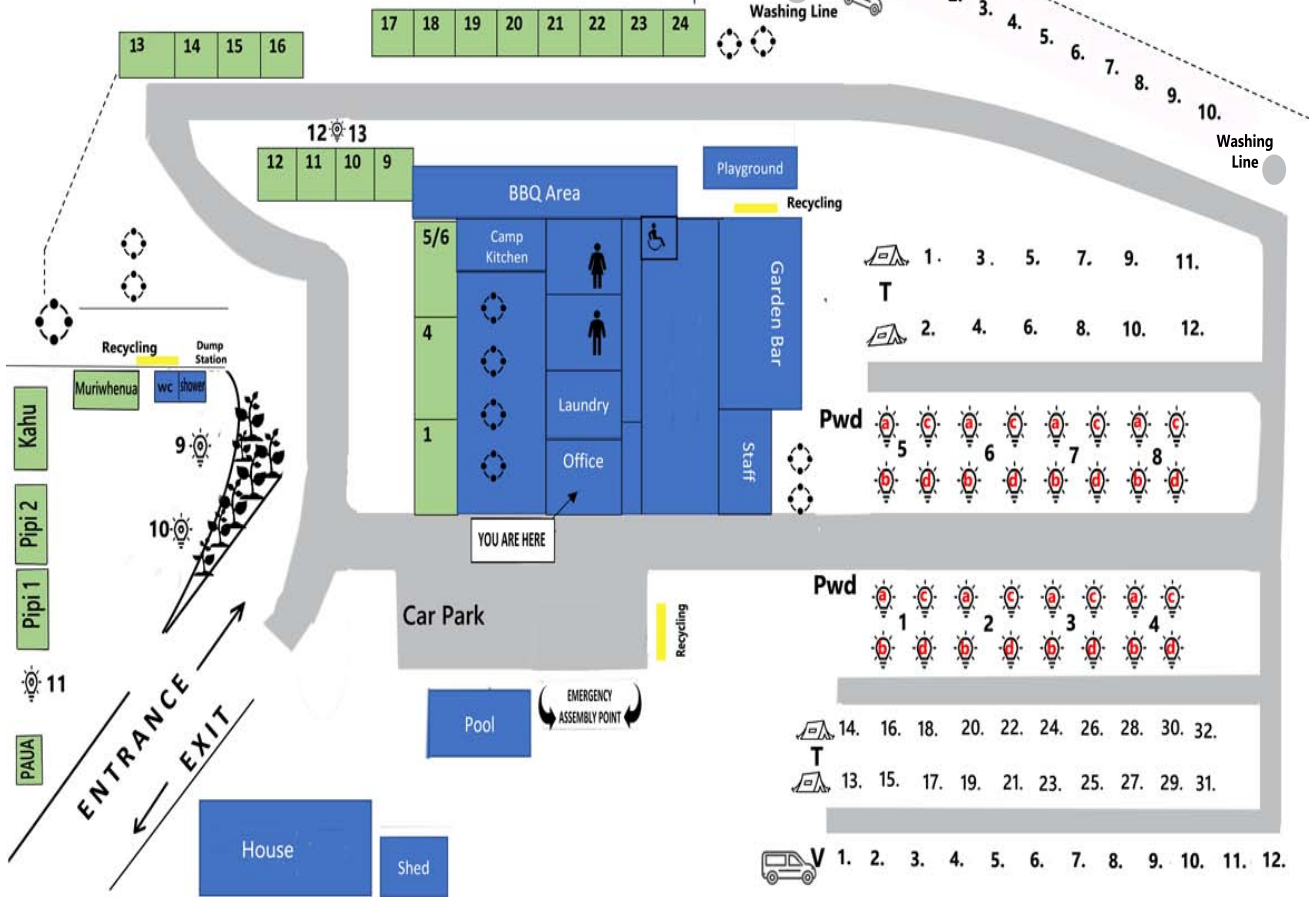 Washing Line
17 18 19 20 21 22 23 24
3. 4. 5. 6. 7. 8. 9. 10.
13 14 15 16
12 13
Washing
Line
12 11 10 9
BBQ Area
Playground
Recycling
5/6
Camp
Kitchen
Garden Bar
1. 3. 5. 7. 9. 11.
T
2. 4. 6. 8. 10. 12.
4
Recycling
Dump
Station
Muriwhenua
wc shower
Kahu
Laundry
1
Office
Staff
Pwd
a c a c a c a c
5 6 7 8
b d b d b d b d
9
10
Pipi 2
YOU ARE HERE
Pipi 1
Car Park
Recycling
Pwd
a c a c a c a c
1 2 3 4
b d b d b d b d
11
PAUA
ENTRANCE
EXIT
Pool
EMERGENCY
ASSEMBLY POINT
14. 16. 18. 20. 22. 24. 26. 28. 30. 32.
T
13. 15. 17. 19. 21. 23. 25. 27. 29. 31.
House
Shed
V 1. 2. 3. 4. 5. 6. 7. 8. 9. 10. 11. 12.